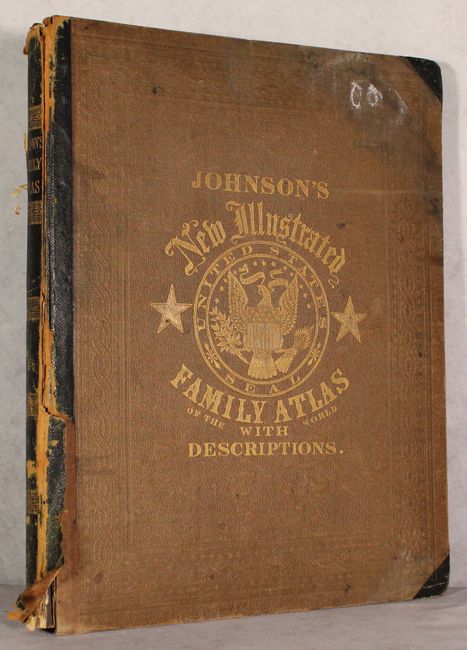 JOHNSON'S
New Illustrated
UNITED STATES
SEAL
FAMILY ATLAS
OF THE WORLD
WITH
DESCRIPTIONS.